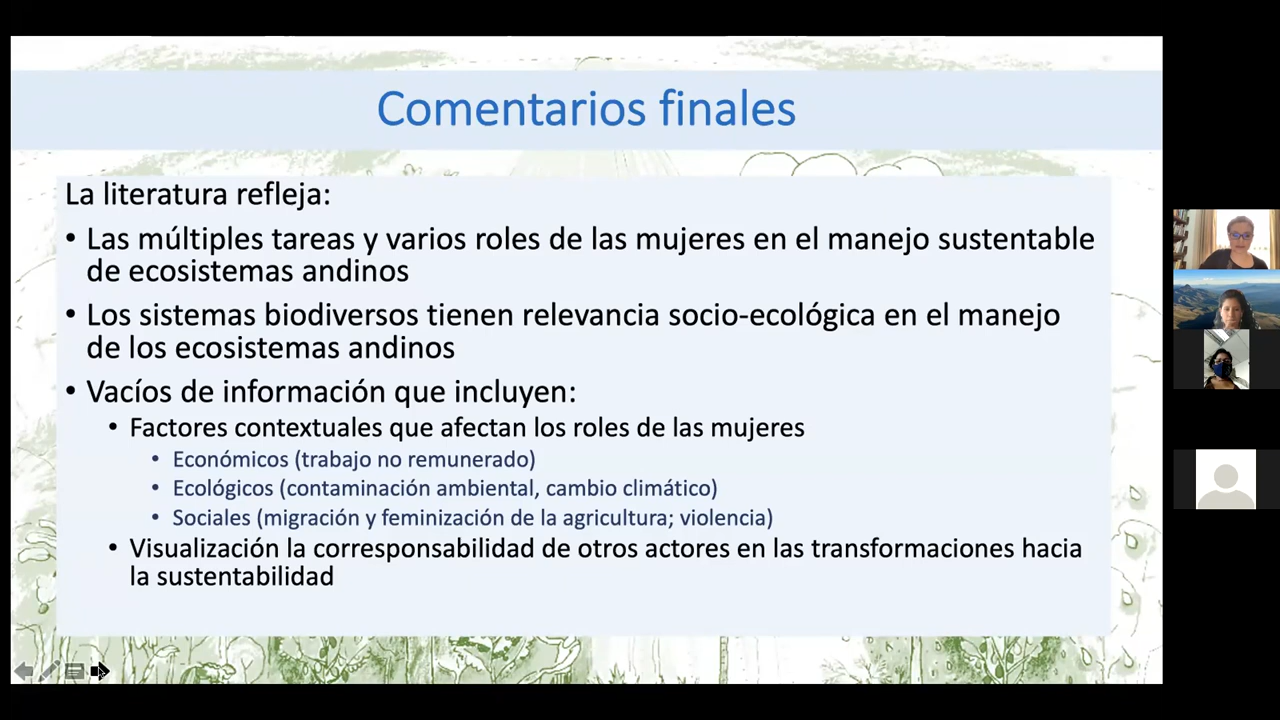 Comentarios finales
La literatura refleja:
• Las múltiples tareas y varios roles de las mujeres en el manejo sustentable
de ecosistemas andinos
• Los sistemas biodiversos tienen relevancia socio-ecológica en el manejo
de los ecosistemas andinos
• Vacíos de información que incluyen:
• Factores contextuales que afectan los roles de las mujeres
• Económicos (trabajo no remunerado)
• Ecológicos (contaminación ambiental, cambio climático)
• Sociales (migración y feminización de la agricultura; violencia)
• Visualización la corresponsabilidad de otros actores en las transformaciones hacia
la sustentabilidad